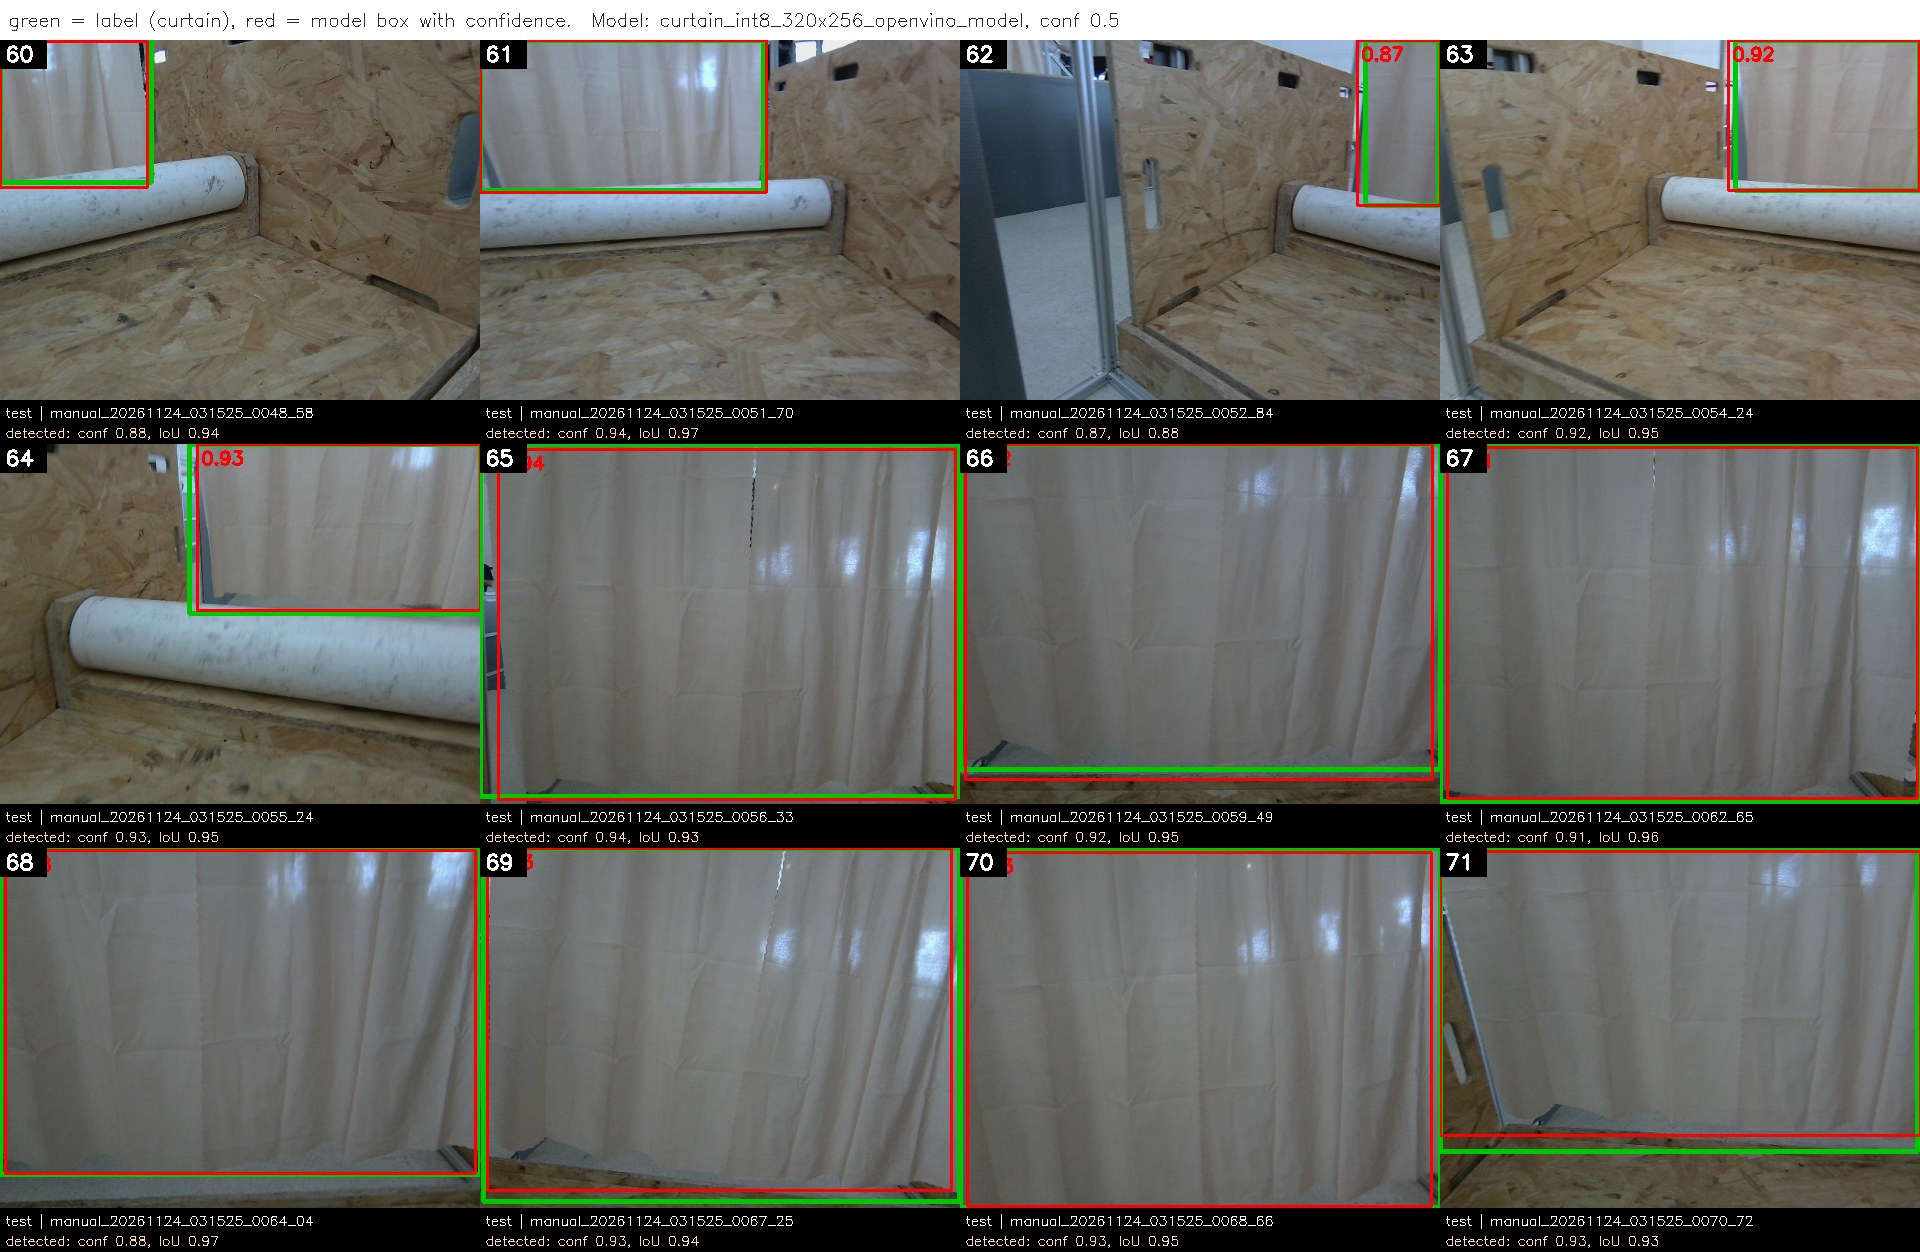 green = label (curtain), red = model box with confidence.  Model: curtain_int8_320x256_openvino_model, conf 0.5
60
61
62
0.87
63
0.92
test | manual_20261124_031525_0048_58
detected: conf 0.88, IoU 0.94
test | manual_20261124_031525_0051_70
detected: conf 0.94, IoU 0.97
test | manual_20261124_031525_0052_84
detected: conf 0.87, IoU 0.88
test | manual_20261124_031525_0054_24
detected: conf 0.92, IoU 0.95
64
0.93
65
94
66
67
test | manual_20261124_031525_0055_24
detected: conf 0.93, IoU 0.95
test | manual_20261124_031525_0056_33
detected: conf 0.94, IoU 0.93
test | manual_20261124_031525_0059_49
detected: conf 0.92, IoU 0.95
test | manual_20261124_031525_0062_65
detected: conf 0.91, IoU 0.96
68
69
70
71
test | manual_20261124_031525_0064_04
detected: conf 0.88, IoU 0.97
test | manual_20261124_031525_0067_25
detected: conf 0.93, IoU 0.94
test | manual_20261124_031525_0068_66
detected: conf 0.93, IoU 0.95
test | manual_20261124_031525_0070_72
detected: conf 0.93, IoU 0.93